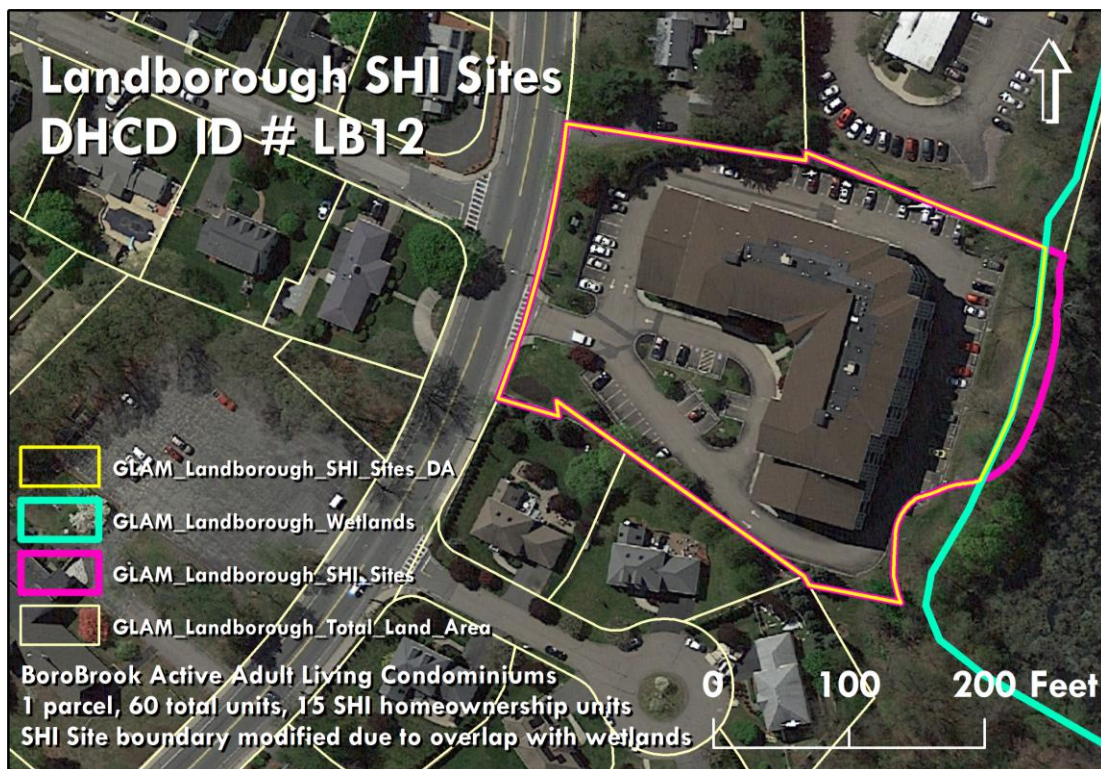 Landborough SHI Sites
DHCD ID # LB12
GLAM_Landborough_SHI_Sites_DA
GLAM_Landborough_Wetlands
GLAM_Landborough_SHI_Sites
GLAM_Landborough_Total_Land_Area
BoroBrook Active Adult Living Condominiums
1 parcel, 60 total units, 15 SHI homeownership units
SHI Site boundary modified due to overlap with wetlands
0 100 200 Feet